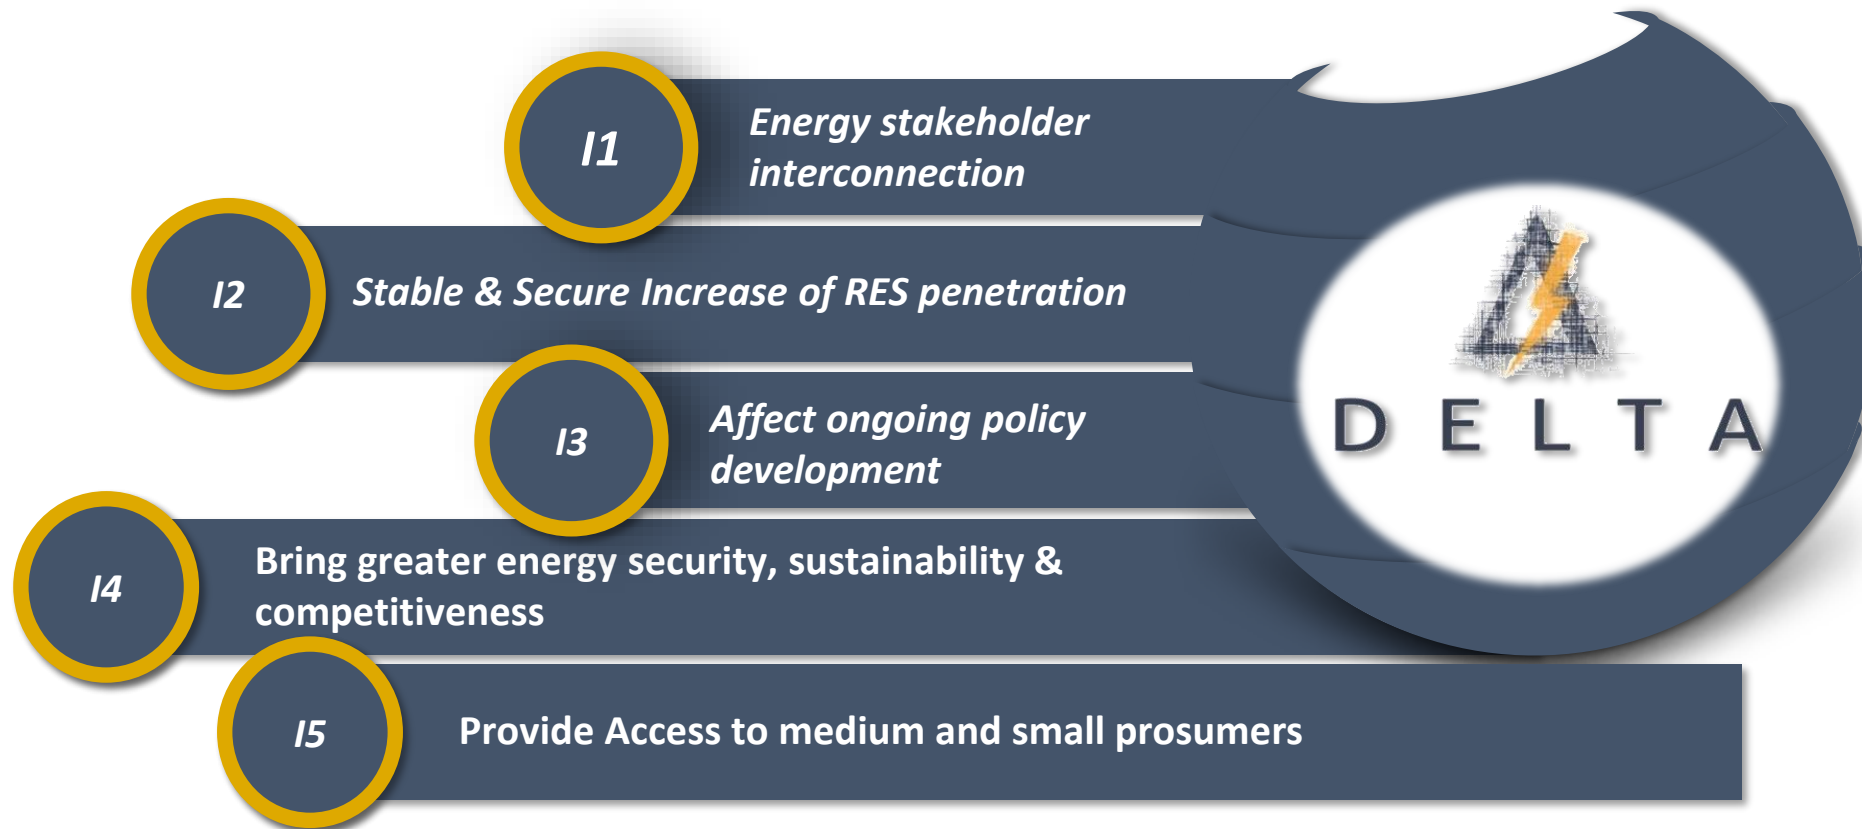 I1
Energy stakeholder
interconnection
I2
Stable & Secure Increase of RES penetration
I3
Affect ongoing policy
development
I4
Bring greater energy security, sustainability &
competitiveness
I5
Provide Access to medium and small prosumers
DELTA